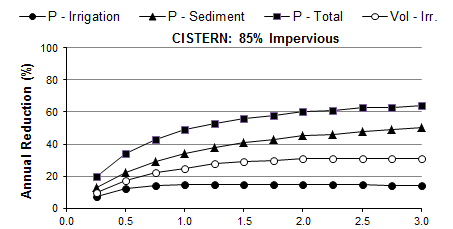 P - Irrigation P - Sediment P - Total Vol - Irr.
CISTERN: 85% Impervious
Annual Reduction (%)
100
80
60
40
20
0
0.0 0.5 1.0 1.5 2.0 2.5 3.0